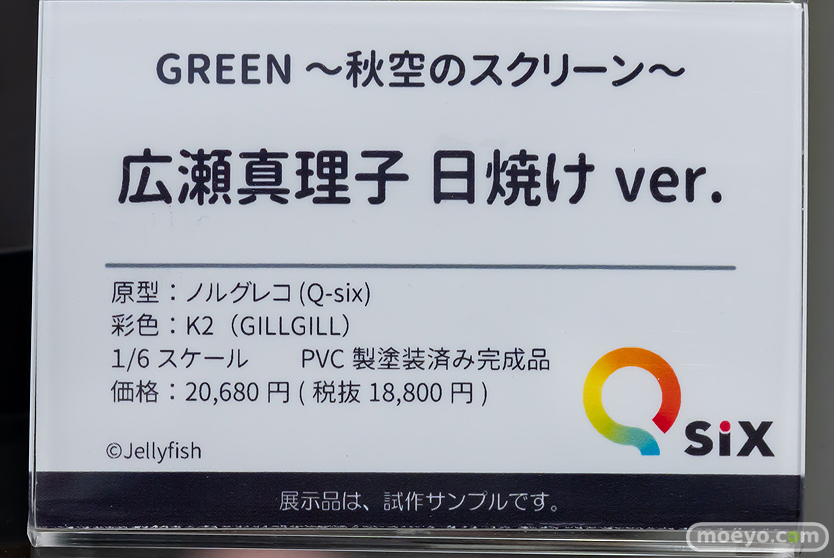 GREEN ～秋空のスクリーン～
広瀬真理子 日焼け ver.
原型：ノルグレコ (Q-six)
彩色：K2（GILLGILL）
1/6 スケール　　PVC 製塗装済み完成品
価格：20,680 円 ( 税抜 18,800 円 )
©Jellyfish
Q six
展示品は、試作サンプルです。
moeyo.com